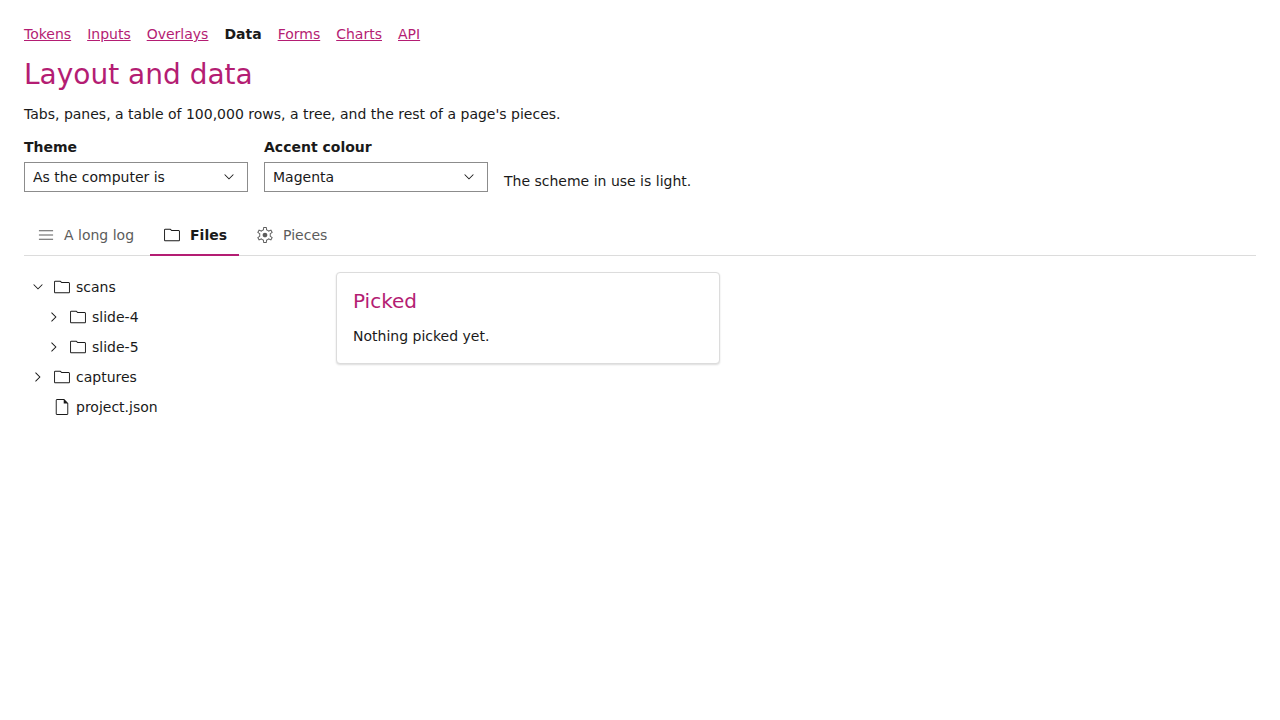 Tokens Inputs Overlays Data Forms Charts API
Layout and data
Tabs, panes, a table of 100,000 rows, a tree, and the rest of a page's pieces.
Theme Accent colour
As the computer is Magenta The scheme in use is light.
A long log Files Pieces
scans
slide-4
slide-5
captures
project.json
Picked
Nothing picked yet.